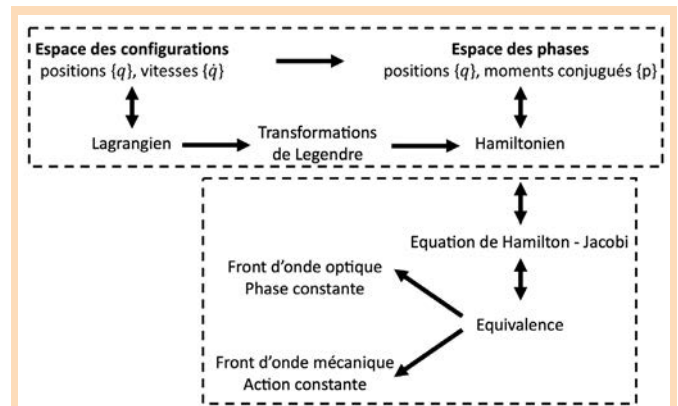 Espace des configurations
positions {q}, vitesses {q̇}
Espace des phases
positions {q}, moments conjugués {p}
Lagrangien
Transformations
de Legendre
Hamiltonien
Equation de Hamilton - Jacobi
Front d'onde optique
Phase constante
Equivalence
Front d'onde mécanique
Action constante